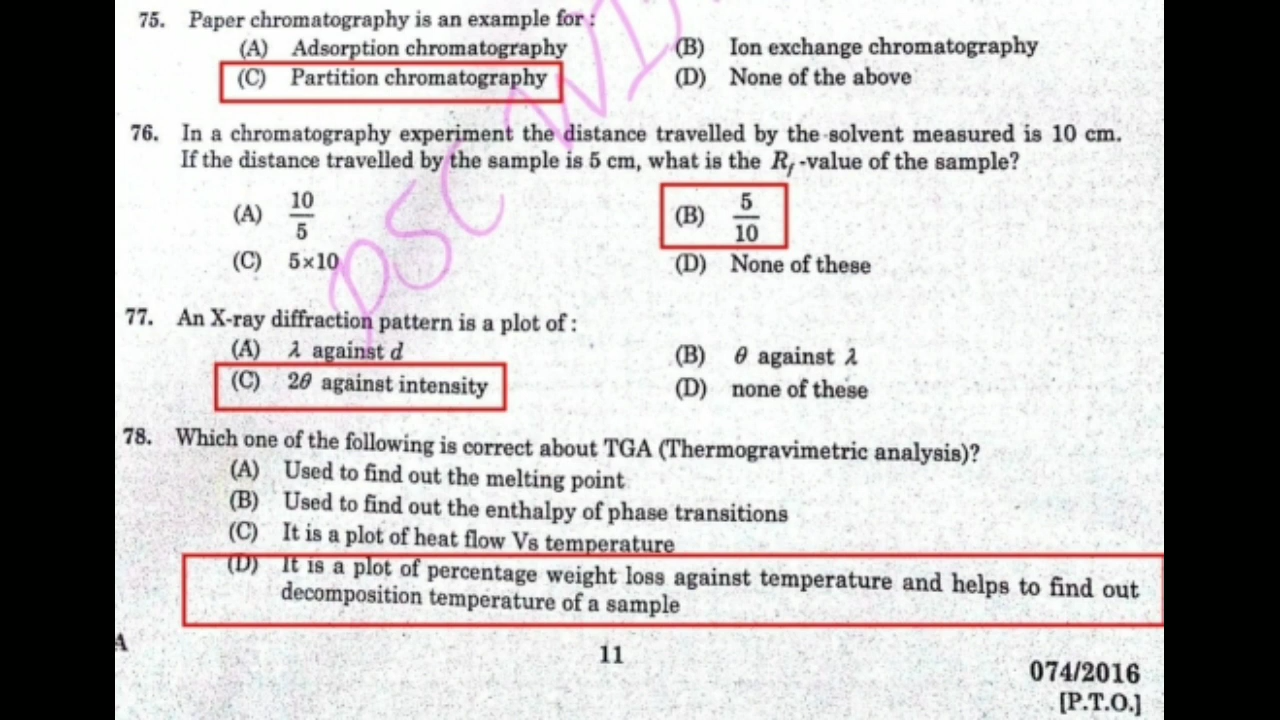 75. Paper chromatography is an example for :
(A) Adsorption chromatography (B) Ion exchange chromatography
(C) Partition chromatography (D) None of the above
76. In a chromatography experiment the distance travelled by the solvent measured is 10 cm.
If the distance travelled by the sample is 5 cm, what is the Rf-value of the sample?
(A) 10/5 (B) 5/10
(C) 5×10 (D) None of these
77. An X-ray diffraction pattern is a plot of :
(A) λ against d (B) θ against λ
(C) 2θ against intensity (D) none of these
78. Which one of the following is correct about TGA (Thermogravimetric analysis)?
(A) Used to find out the melting point
(B) Used to find out the enthalpy of phase transitions
(C) It is a plot of heat flow Vs temperature
(D) It is a plot of percentage weight loss against temperature and helps to find out
decomposition temperature of a sample
A 11
074/2016
[P.T.O.]
PSC